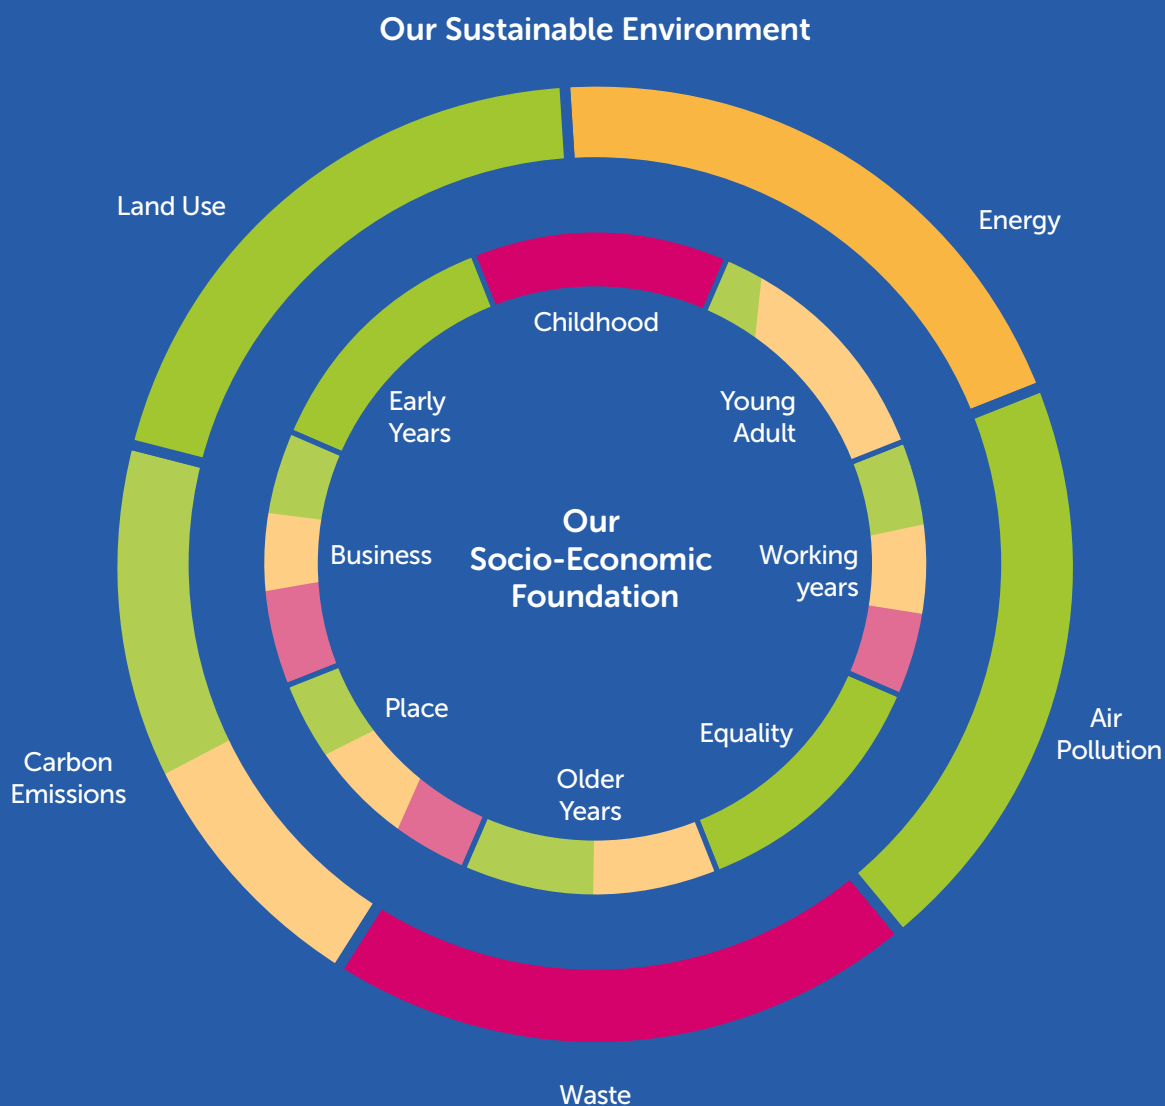 Our Sustainable Environment
Land Use
Energy
Childhood
Early
Years
Young
Adult
Our
Socio-Economic
Foundation
Business
Working
years
Place
Equality
Older
Years
Air
Pollution
Carbon
Emissions
Waste